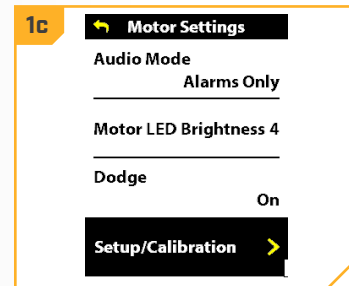 1c
Motor Settings
Audio Mode
Alarms Only
Motor LED Brightness 4
Dodge
On
Setup/Calibration